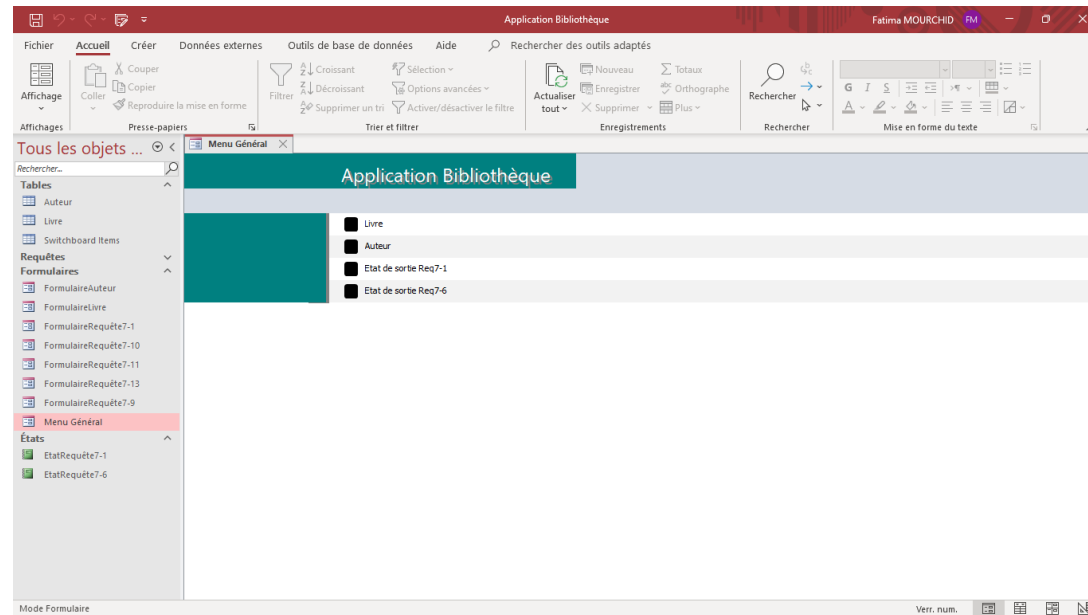 Application Bibliothèque
Fatima MOURCHID FM
Fichier Accueil Créer Données externes Outils de base de données Aide Rechercher des outils adaptés
Affichage
Coller
Couper
Copier
Reproduire la mise en forme
Filtrer
Croissant
Décroissant
Supprimer un tri
Sélection
Options avancées
Activer/désactiver le filtre
Actualiser
tout
Nouveau
Enregistrer
Supprimer
Totaux
Orthographe
Plus
Rechercher
G I S
A
Affichages Presse-papiers Trier et filtrer Enregistrements Rechercher Mise en forme du texte
Tous les objets ...
Rechercher...
Tables
Auteur
Livre
Switchboard Items
Requêtes
Formulaires
FormulaireAuteur
FormulaireLivre
FormulaireRequête7-1
FormulaireRequête7-10
FormulaireRequête7-11
FormulaireRequête7-13
FormulaireRequête7-9
Menu Général
États
EtatRequête7-1
EtatRequête7-6
Menu Général
Application Bibliothèque
Livre
Auteur
Etat de sortie Req7-1
Etat de sortie Req7-6
Mode Formulaire
Verr. num.